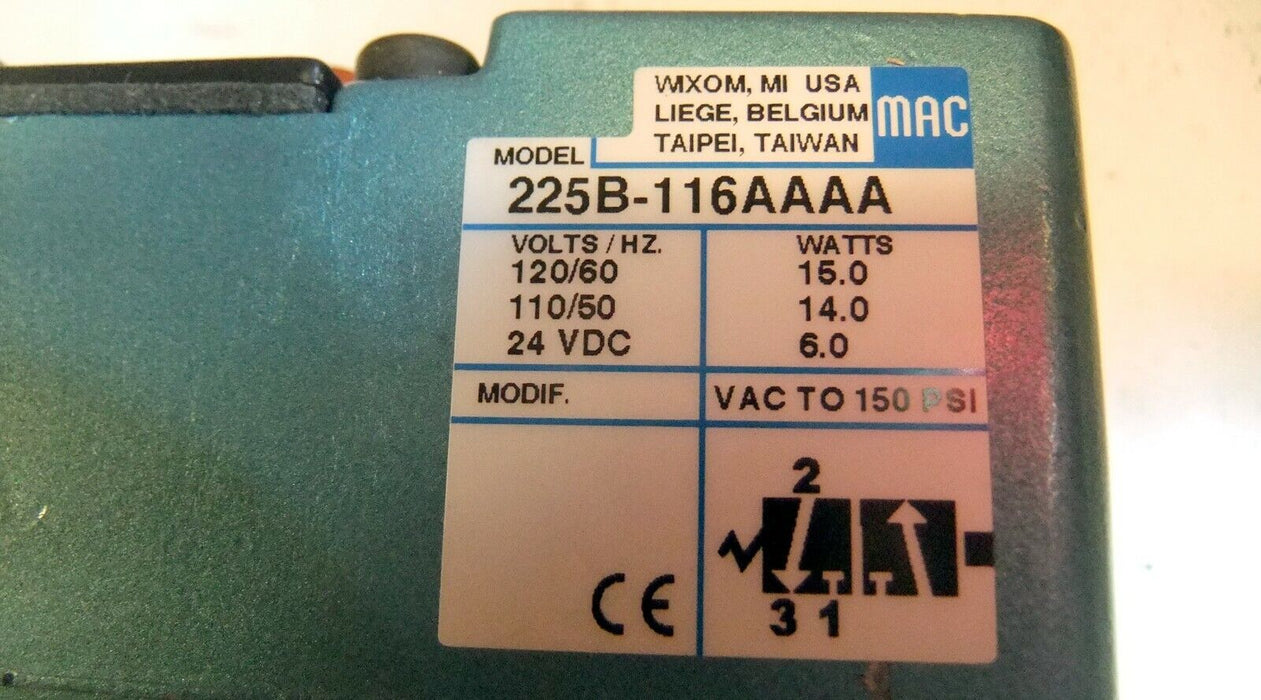 WIXOM, MI USA
LIEGE, BELGIUM
TAIPEI, TAIWAN
MAC
MODEL
225B-116AAAA
VOLTS / HZ.
120/60
110/50
24 VDC
WATTS
15.0
14.0
6.0
MODIF.
VAC TO 150 PSI
CE
2
3 1